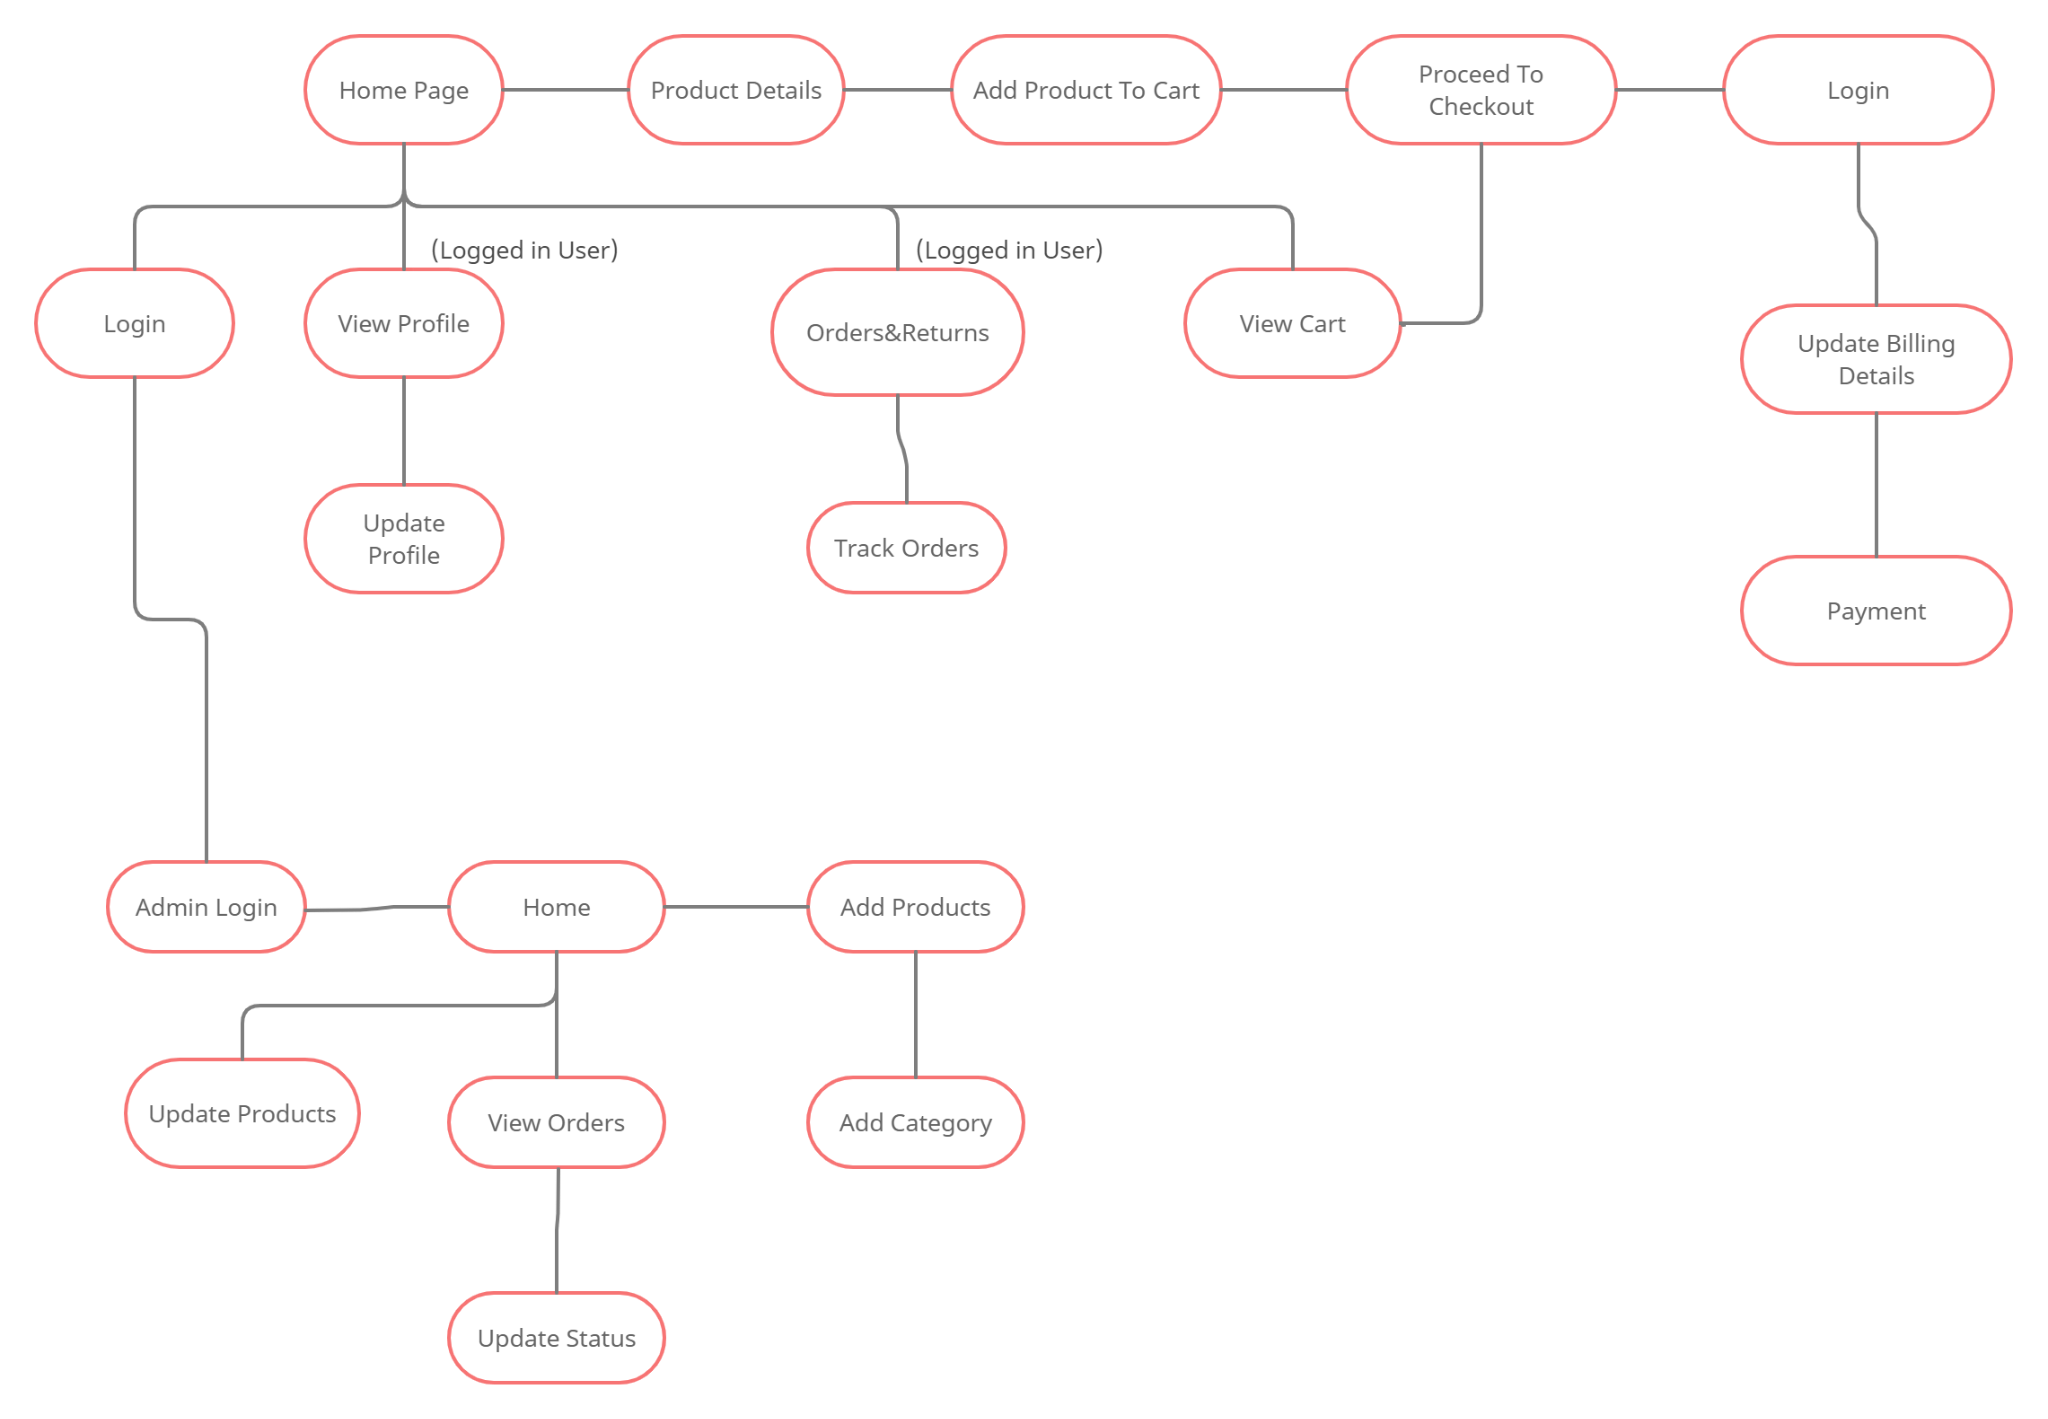 Home Page
Product Details
Add Product To Cart
Proceed To
Checkout
Login
(Logged in User)
(Logged in User)
Login
View Profile
Orders&Returns
View Cart
Update Billing
Details
Update
Profile
Track Orders
Payment
Admin Login
Home
Add Products
Update Products
View Orders
Add Category
Update Status